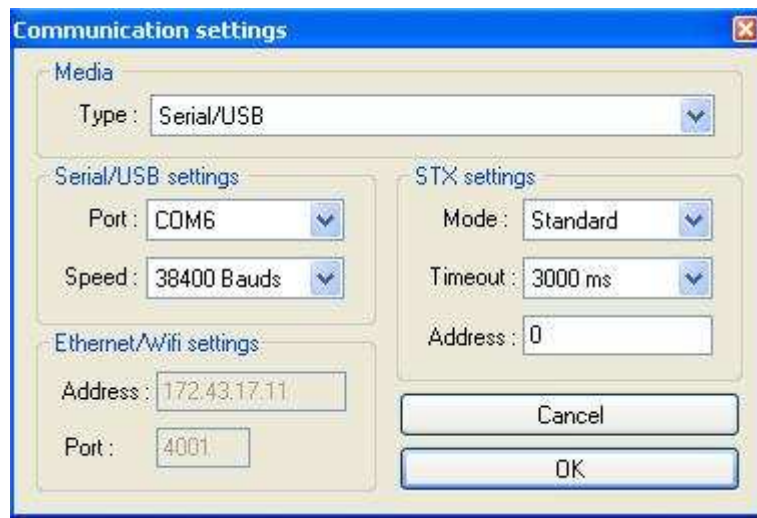 Communication settings
Media
Type : Serial/USB
Serial/USB settings
Port : COM6
Speed : 38400 Bauds
STX settings
Mode : Standard
Timeout : 3000 ms
Address : 0
Ethernet/Wifi settings
Address : 172.43.17.11
Port : 4001
Cancel
OK